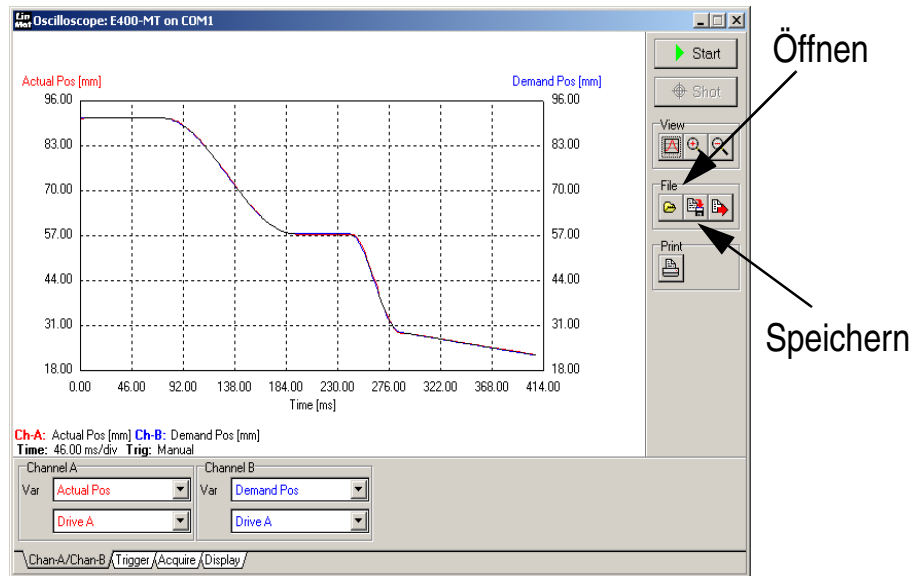 Lin
Mot
Oscilloscope: E400-MT on COM1
Actual Pos [mm]
Demand Pos [mm]
96.00
96.00
83.00
83.00
70.00
70.00
57.00
57.00
44.00
44.00
31.00
31.00
18.00
18.00
0.00 46.00 92.00 138.00 184.00 230.00 276.00 322.00 368.00 414.00
Time [ms]
Ch-A: Actual Pos [mm] Ch-B: Demand Pos [mm]
Time: 46.00 ms/div Trig: Manual
Start
Shot
View
File
Print
Öffnen
Speichern
Channel A
Channel B
Var Actual Pos
Var Demand Pos
Drive A
Drive A
Chan-A/Chan-B Trigger Acquire Display